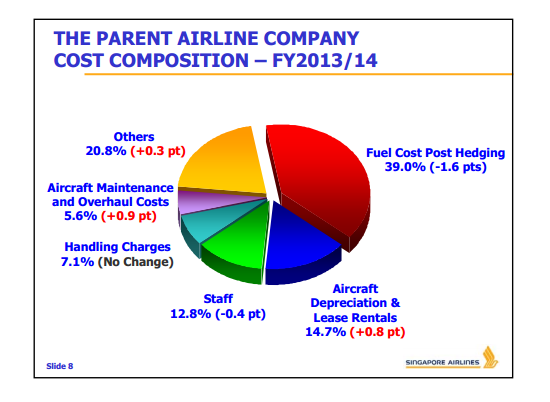 THE PARENT AIRLINE COMPANY
COST COMPOSITION – FY2013/14
Others
20.8% (+0.3 pt)
Fuel Cost Post Hedging
39.0% (-1.6 pts)
Aircraft Maintenance
and Overhaul Costs
5.6% (+0.9 pt)
Handling Charges
7.1% (No Change)
Staff
12.8% (-0.4 pt)
Aircraft
Depreciation &
Lease Rentals
14.7% (+0.8 pt)
Slide 8
SINGAPORE AIRLINES